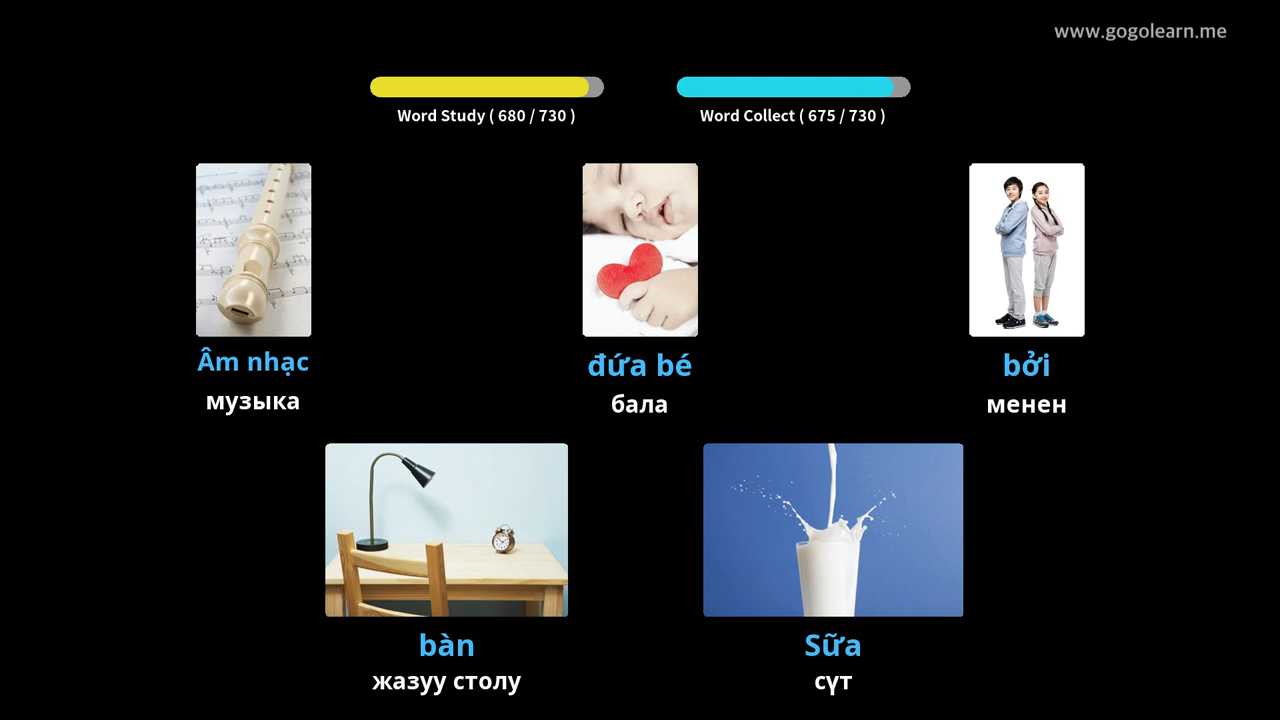 www.gogolearn.me
Word Study ( 680 / 730 )
Word Collect ( 675 / 730 )
Âm nhạc
музыка
đứa bé
бала
bởi
менен
bàn
жазуу столу
Sữa
сүт